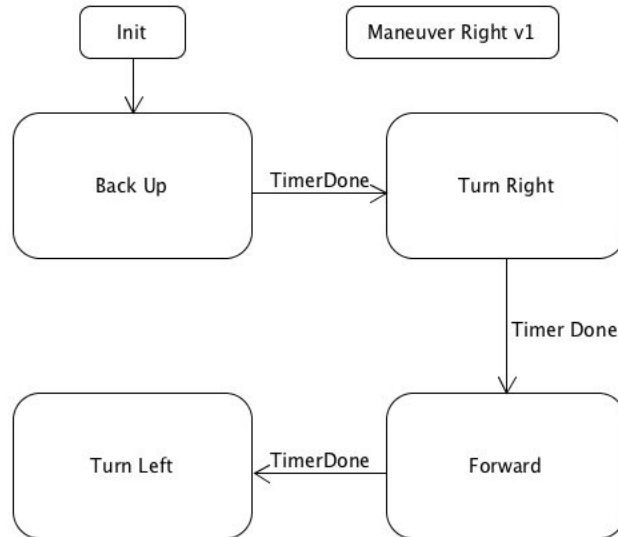 Init
Maneuver Right v1
Back Up
TimerDone
Turn Right
Timer Done
Turn Left
TimerDone
Forward